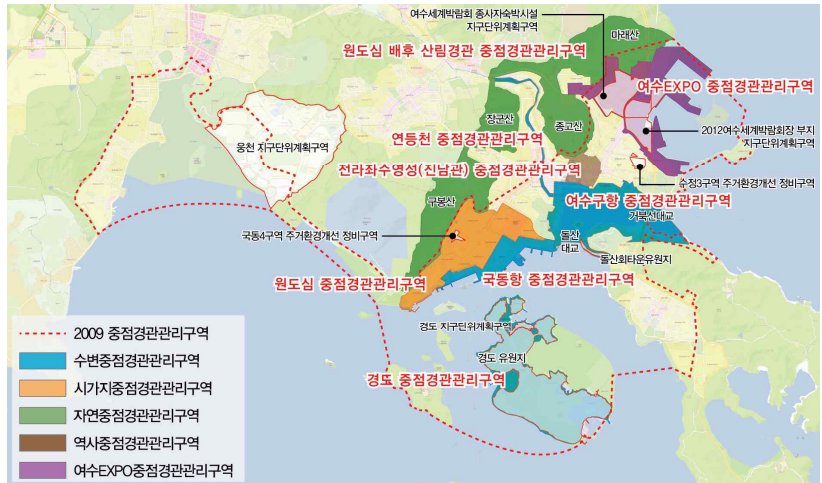 여수세계박람회 종사자숙박시설
지구단위계획구역
마래산
원도심 배후 산림경관 중점경관관리구역
여수EXPO 중점경관관리구역
장군산
종고산
연등천 중점경관관리구역
2012여수세계박람회장 부지
지구단위계획구역
웅천 지구단위계획구역
전라좌수영성(진남관) 중점경관관리구역
수정3구역 주거환경개선 정비구역
구봉산
여수구항 중점경관관리구역
거북선대교
국동4구역 주거환경개선 정비구역
돌산
대교
돌산회타운유원지
원도심 중점경관관리구역
국동항 중점경관관리구역
경도 지구단위계획구역
경도 유원지
경도 중점경관관리구역
2009 중점경관관리구역
수변중점경관관리구역
시가지중점경관관리구역
자연중점경관관리구역
역사중점경관관리구역
여수EXPO중점경관관리구역